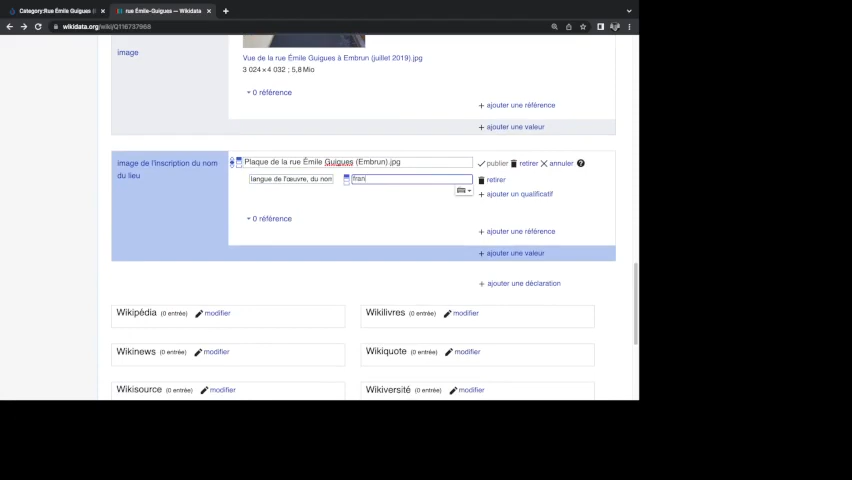 Category:Rue Émile Guigues (
rue Émile-Guigues — Wikidata
wikidata.org/wiki/Q116737968
image
Vue de la rue Émile Guigues à Embrun (juillet 2019).jpg
3 024 × 4 032 ; 5,8 Mio
0 référence
+ ajouter une référence
+ ajouter une valeur
image de l'inscription du nom du lieu
Plaque de la rue Émile Guigues (Embrun).jpg
publier retirer annuler
langue de l'œuvre, du nom
fran
retirer
+ ajouter un qualificatif
0 référence
+ ajouter une référence
+ ajouter une valeur
+ ajouter une déclaration
Wikipédia (0 entrée) modifier
Wikilivres (0 entrée) modifier
Wikinews (0 entrée) modifier
Wikiquote (0 entrée) modifier
Wikisource (0 entrée) modifier
Wikiversité (0 entrée) modifier